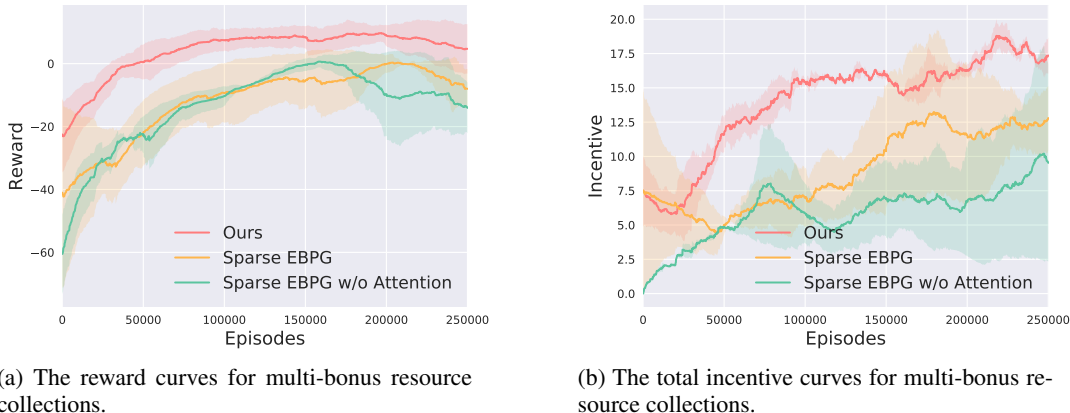 0
−20
−40
−60
Reward
Ours
Sparse EBPG
Sparse EBPG w/o Attention
0 50000 100000 150000 200000 250000
Episodes
(a) The reward curves for multi-bonus resource
collections.
20.0
17.5
15.0
12.5
10.0
7.5
5.0
2.5
0.0
Incentive
Ours
Sparse EBPG
Sparse EBPG w/o Attention
0 50000 100000 150000 200000 250000
Episodes
(b) The total incentive curves for multi-bonus re-
source collections.